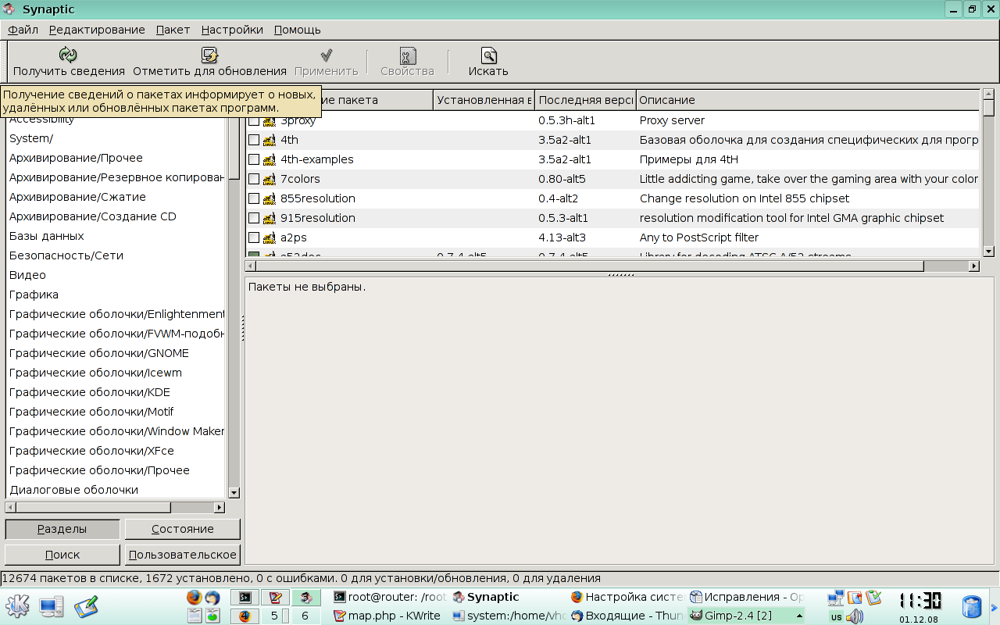 Synaptic
Файл Редактирование Пакет Настройки Помощь
Получить сведения Отметить для обновления Применить Свойства Искать
Получение сведений о пакетах информирует о новых,
удалённых или обновлённых пакетах программ.
пакета Установленная в Последняя верси Описание
Accessibility
System/
Архивирование/Прочее
Архивирование/Резервное копирован
Архивирование/Сжатие
Архивирование/Создание CD
Базы данных
Безопасность/Сети
Видео
Графика
Графические оболочки/Enlightenment
Графические оболочки/FVWM-подобн
Графические оболочки/GNOME
Графические оболочки/Icewm
Графические оболочки/KDE
Графические оболочки/Motif
Графические оболочки/Window Maker
Графические оболочки/XFce
Графические оболочки/Прочее
Диалоговые оболочки
3proxy 0.5.3h-alt1 Proxy server
4th 3.5a2-alt1 Базовая оболочка для создания специфических для прогр
4th-examples 3.5a2-alt1 Примеры для 4tH
7colors 0.80-alt5 Little addicting game, take over the gaming area with your color
855resolution 0.4-alt2 Change resolution on Intel 855 chipset
915resolution 0.5.3-alt1 resolution modification tool for Intel GMA graphic chipset
a2ps 4.13-alt3 Any to PostScript filter
a52dec 0.7.4-alt5 0.7.4-alt5 Library for decoding ATSC A/52 streams
Пакеты не выбраны.
Разделы Состояние
Поиск Пользовательское
12674 пакетов в списке, 1672 установлено, 0 с ошибками. 0 для установки/обновления, 0 для удаления
root@router: /root Synaptic Настройка систе Исправления - Op
4 5 6 map.php - KWrite system:/home/vho Входящие - Thun Gimp-2.4 [2]
US
11:30
01.12.08